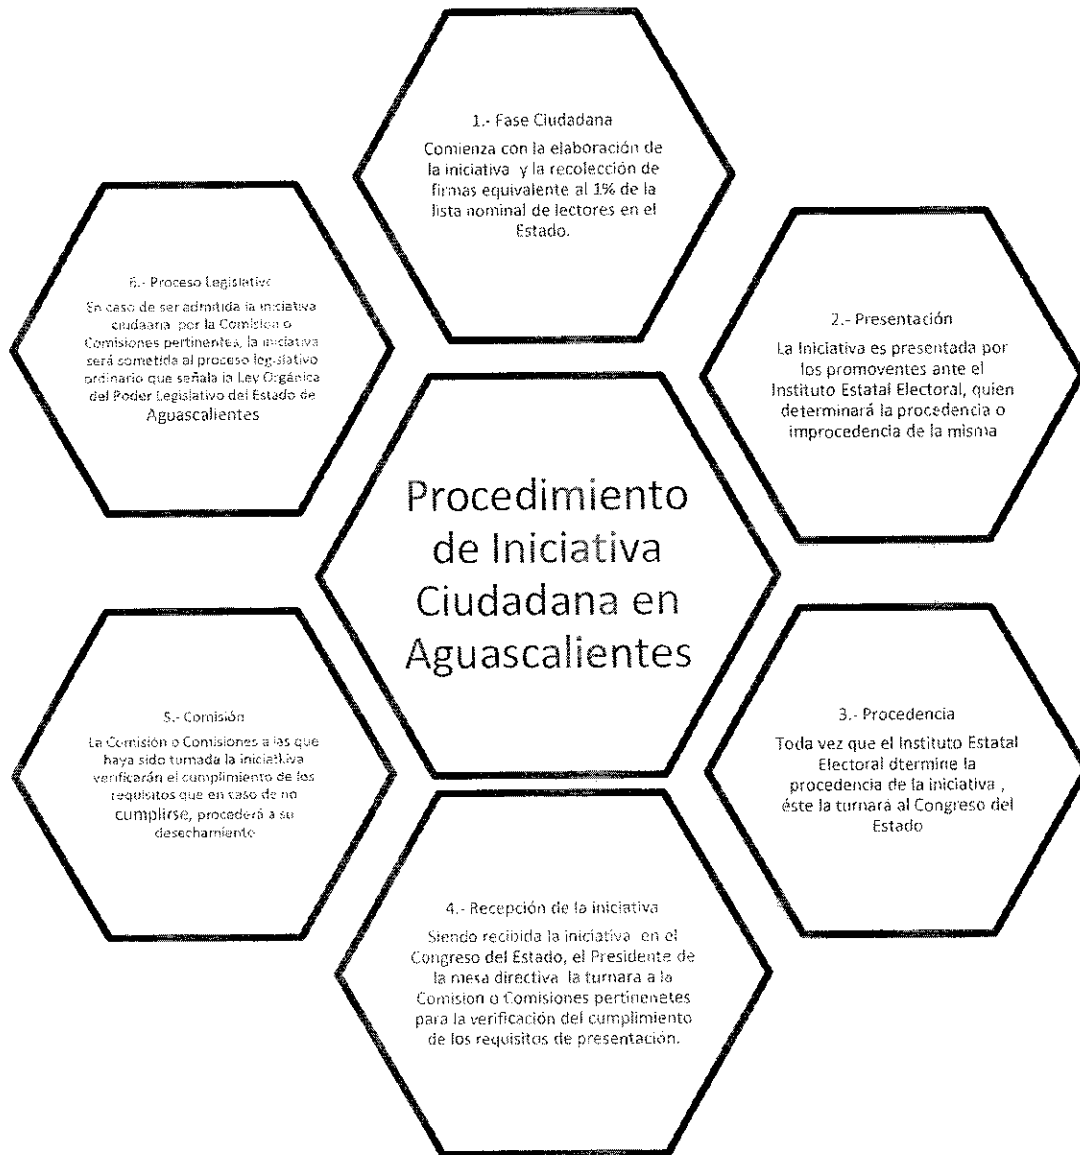 1.- Fase Ciudadana
Comienza con la elaboración de
la iniciativa y la recolección de
firmas equivalente al 1% de la
lista nominal de lectores en el
Estado.
2.- Presentación
La Iniciativa es presentada por
los promoventes ante el
Instituto Estatal Electoral, quien
determinará la procedencia o
improcedencia de la misma
3.- Procedencia
Toda vez que el Instituto Estatal
Electoral dtermine la
procedencia de la iniciativa ,
éste la turnará al Congreso del
Estado
4.- Recepción de la iniciativa
Siendo recibida la iniciativa en el
Congreso del Estado, el Presidente de
la mesa directiva la turnara a la
Comision o Comisiones pertinenetes
para la verificación del cumplimiento
de los requisitos de presentación.
5.- Comisión
La Comisión o Comisiones a las que
haya sido turnada la iniciativa
verificarán el cumplimiento de los
requisitos que en caso de no
cumplirse, procederá a su
desechamiento
6.- Proceso Legislativo
En caso de ser admitida la iniciativa
ciudaana por la Comision o
Comisiones pertinentes, la iniciativa
será sometida al proceso legislativo
ordinario que señala la Ley Orgánica
del Poder Legislativo del Estado de
Aguascalientes
Procedimiento
de Iniciativa
Ciudadana en
Aguascalientes